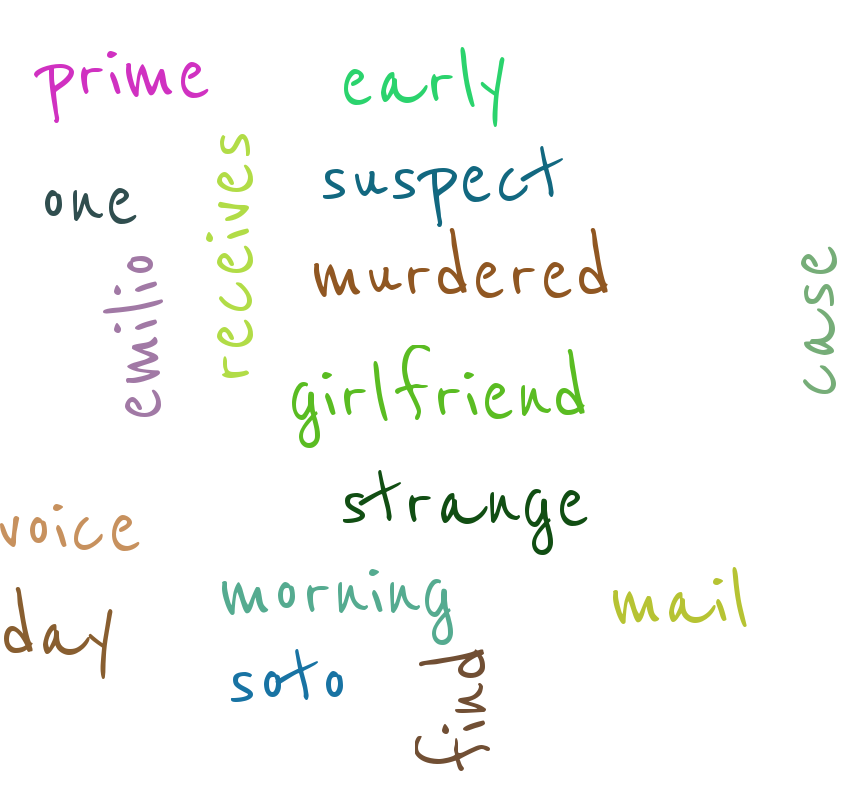 prime
early
receives
suspect
one
murdered
emilio
case
girlfriend
strange
voice
morning
mail
day
soto
find